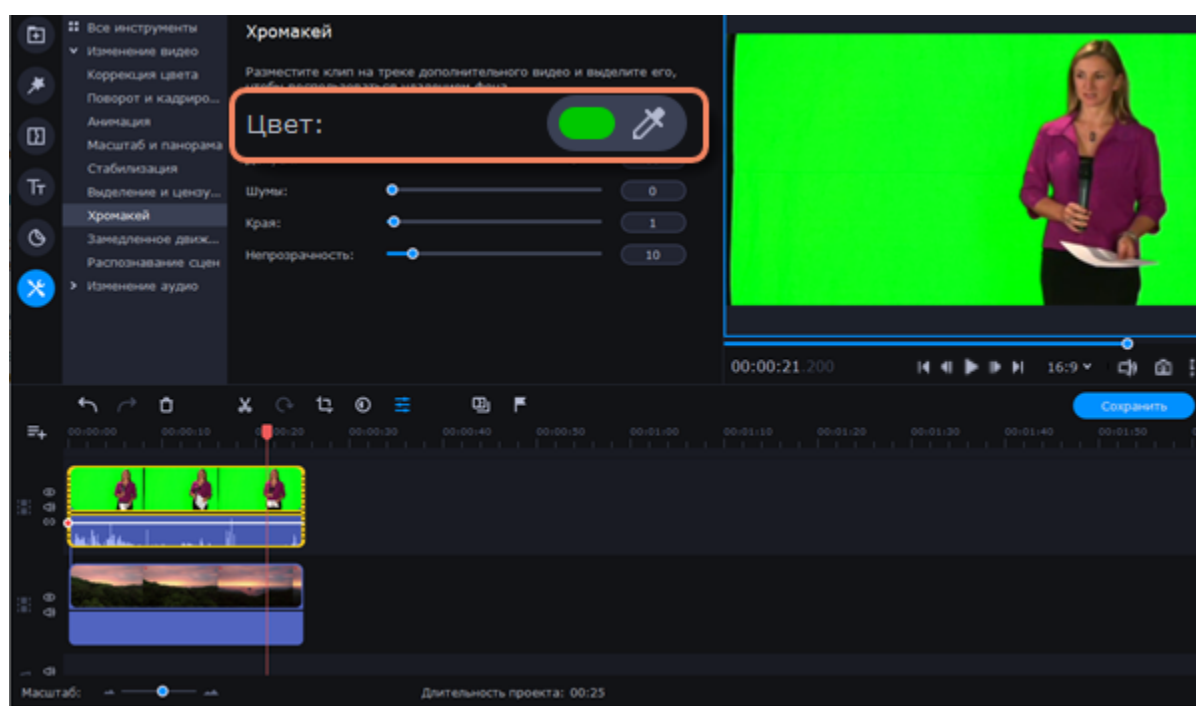 Все инструменты
Изменение видео
Коррекция цвета
Поворот и кадриро...
Анимация
Масштаб и панорама
Стабилизация
Выделение и цензу...
Хромакей
Замедленное движ...
Распознавание сцен
Изменение аудио
Хромакей
Разместите клип на треке дополнительного видео и выделите его,
Цвет:
Шумы: 0
Края: 1
Непрозрачность: 10
00:00:21.200
16:9
Сохранить
00:00:00 00:00:10 00:00:20 00:00:30 00:00:40 00:00:50 00:01:00 00:01:10 00:01:20 00:01:30 00:01:40 00:01:50
Масштаб:
Длительность проекта: 00:25